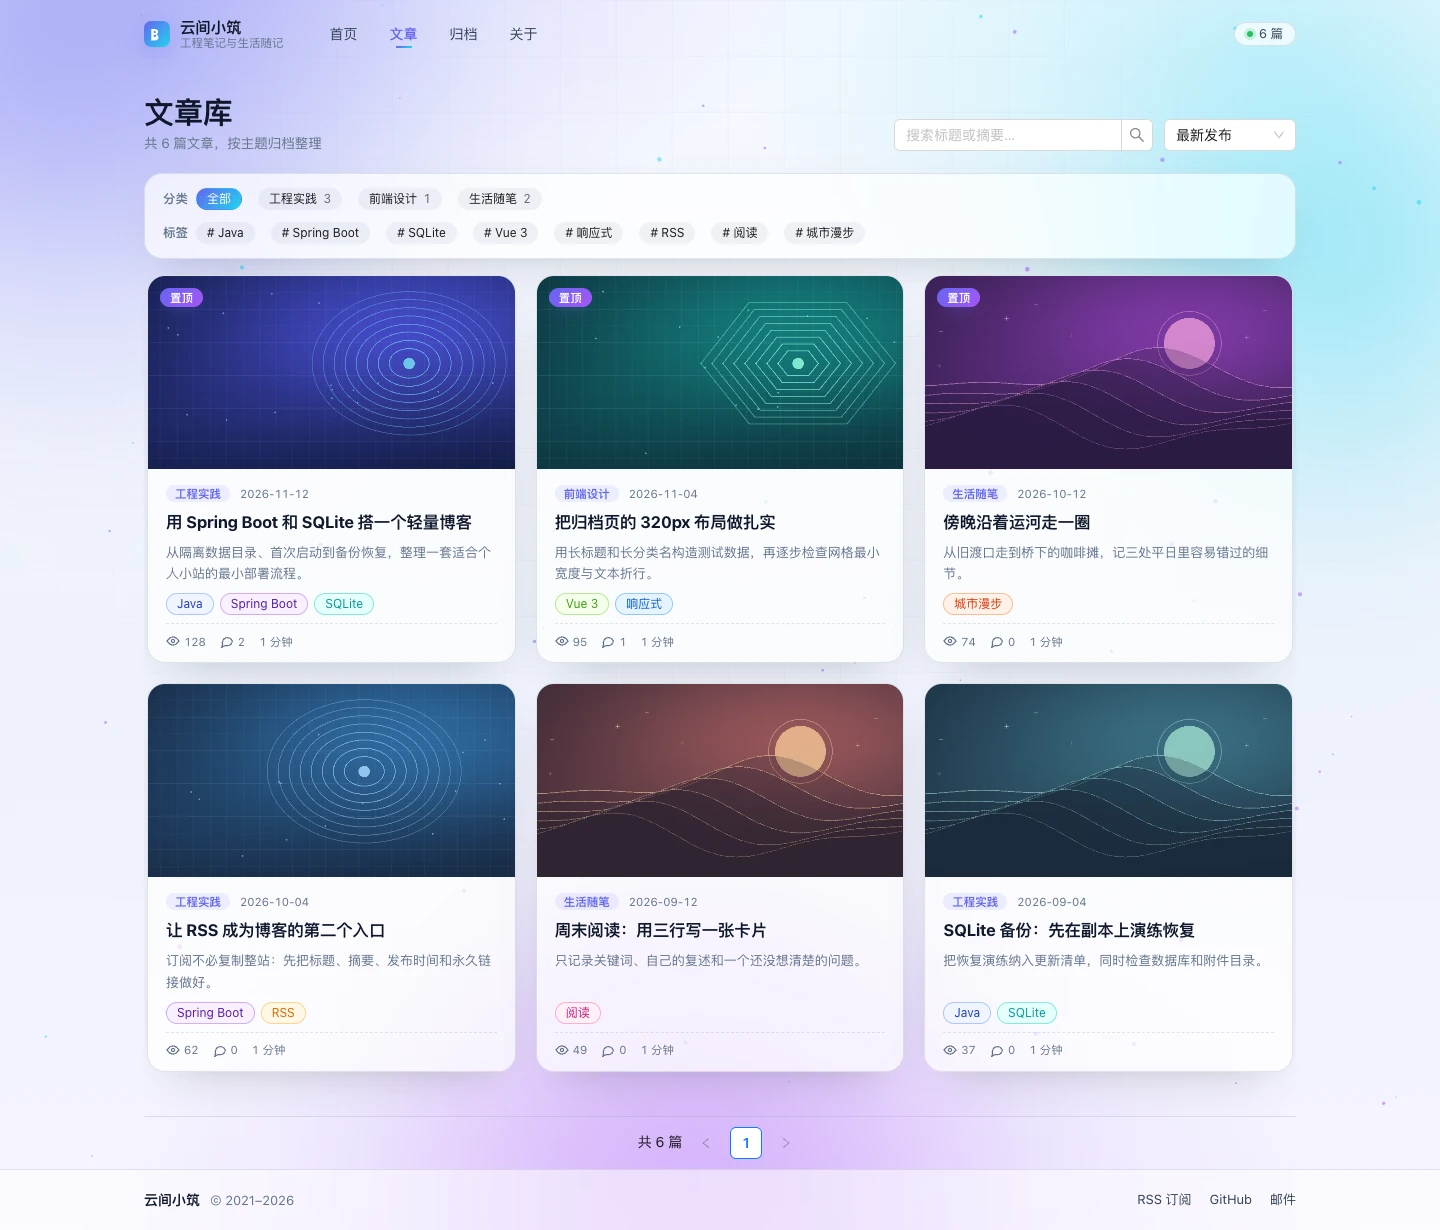 B
云间小筑
工程笔记与生活随记
首页 文章 归档 关于
6 篇
文章库
共 6 篇文章，按主题归档整理
搜索标题或摘要...
最新发布
分类 全部 工程实践 3 前端设计 1 生活随笔 2
标签 # Java # Spring Boot # SQLite # Vue 3 # 响应式 # RSS # 阅读 # 城市漫步
置顶
工程实践 2026-11-12
用 Spring Boot 和 SQLite 搭一个轻量博客
从隔离数据目录、首次启动到备份恢复，整理一套适合个
人小站的最小部署流程。
Java Spring Boot SQLite
128 2 1 分钟
置顶
前端设计 2026-11-04
把归档页的 320px 布局做扎实
用长标题和长分类名构造测试数据，再逐步检查网格最小
宽度与文本折行。
Vue 3 响应式
95 1 1 分钟
置顶
生活随笔 2026-10-12
傍晚沿着运河走一圈
从旧渡口走到桥下的咖啡摊，记三处平日里容易错过的细
节。
城市漫步
74 0 1 分钟
工程实践 2026-10-04
让 RSS 成为博客的第二个入口
订阅不必复制整站：先把标题、摘要、发布时间和永久链
接做好。
Spring Boot RSS
62 0 1 分钟
生活随笔 2026-09-12
周末阅读：用三行写一张卡片
只记录关键词、自己的复述和一个还没想清楚的问题。
阅读
49 0 1 分钟
工程实践 2026-09-04
SQLite 备份：先在副本上演练恢复
把恢复演练纳入更新清单，同时检查数据库和附件目录。
Java SQLite
37 0 1 分钟
共 6 篇 < 1 >
云间小筑 © 2021–2026
RSS 订阅 GitHub 邮件